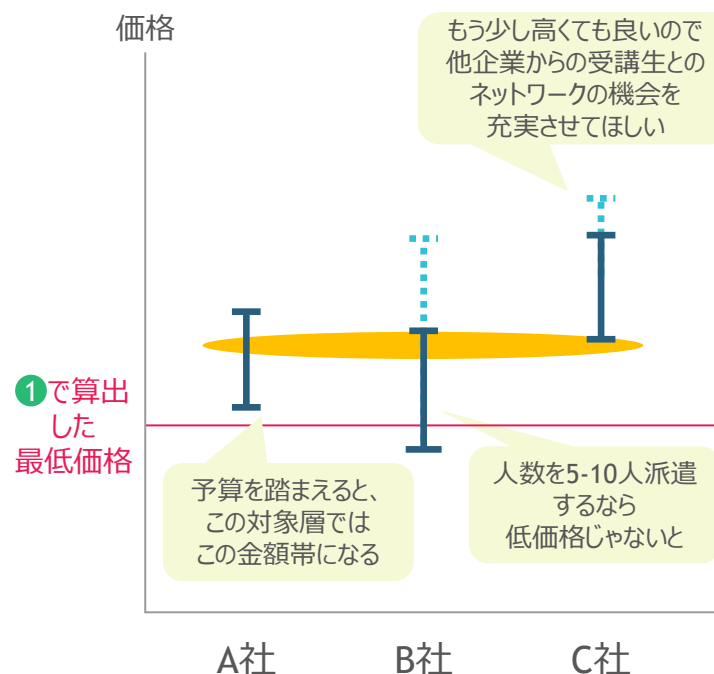 価格
もう少し高くても良いので
他企業からの受講生との
ネットワークの機会を
充実させてほしい
1で算出
した
最低価格
予算を踏まえると、
この対象層では
この金額帯になる
人数を5-10人派遣
するなら
低価格じゃないと
A社
B社
C社